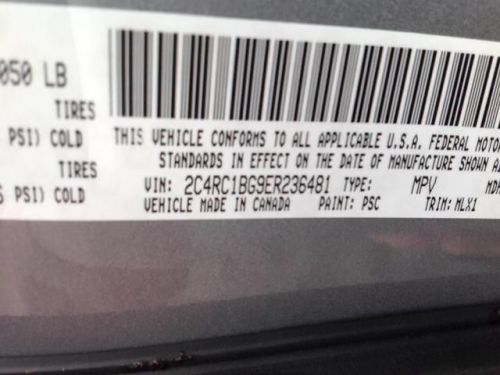 050 LB
TIRES
PSI) COLD
THIS VEHICLE CONFORMS TO ALL APPLICABLE U.S.A. FEDERAL MOTOR
TIRES
STANDARDS IN EFFECT ON THE DATE OF MANUFACTURE SHOWN A
PSI) COLD
VIN: 2C4RC1BG9ER236481 TYPE: MPV MDH
VEHICLE MADE IN CANADA PAINT: PSC TRIM: MLX1